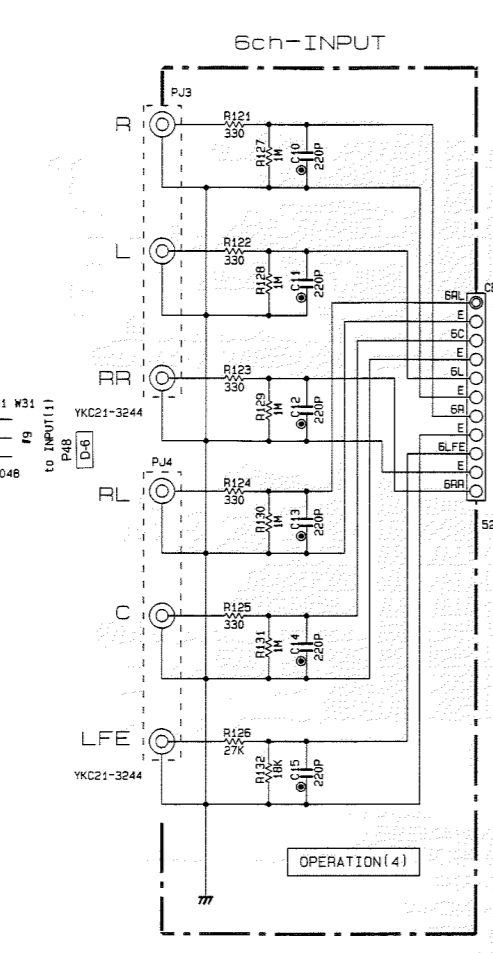 6ch-INPUT
PJ3
R
R121
330
R127
1M
C10
220P
L
R122
330
R128
1M
C11
220P
6RL
E
6C
E
6L
E
6R
E
6LFE
E
6RR
RR
R123
330
R129
1M
C12
220P
YKC21-3244
1 W31
#9
048
to INPUT(1)
P48
D-6
PJ4
RL
R124
330
R130
1M
C13
220P
52
C
R125
330
R131
1M
C14
220P
LFE
R126
27K
R132
18K
C15
220P
YKC21-3244
OPERATION(4)